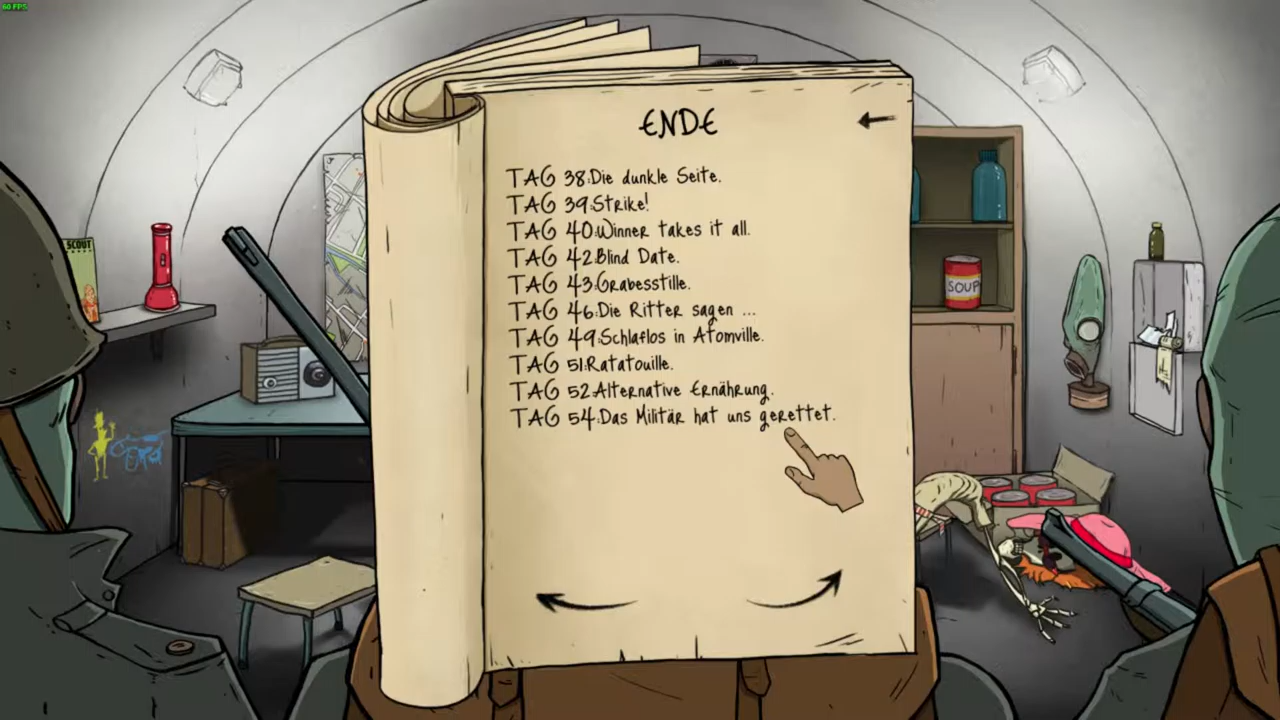 60 FPS
ENDE
TAG 38:Die dunkle Seite.
TAG 39:Strike!
TAG 40:Winner takes it all.
TAG 42:Blind Date.
TAG 43:Grabesstille.
TAG 46:Die Ritter sagen ...
TAG 49:Schlaflos in Atomville.
TAG 51:Ratatouille.
TAG 52:Alternative Ernährung.
TAG 54:Das Militär hat uns gerettet.
SCOUT
SOUP